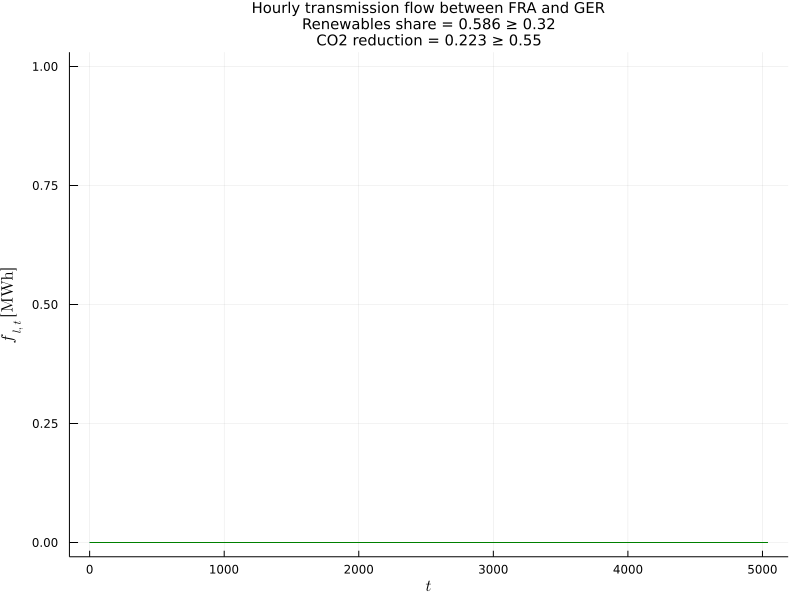 Hourly transmission flow between FRA and GER
Renewables share = 0.586 ≥ 0.32
CO2 reduction = 0.223 ≥ 0.55
1.00
0.75
0.50
0.25
0.00
f_{l,t} [MWh]
0 1000 2000 3000 4000 5000
t